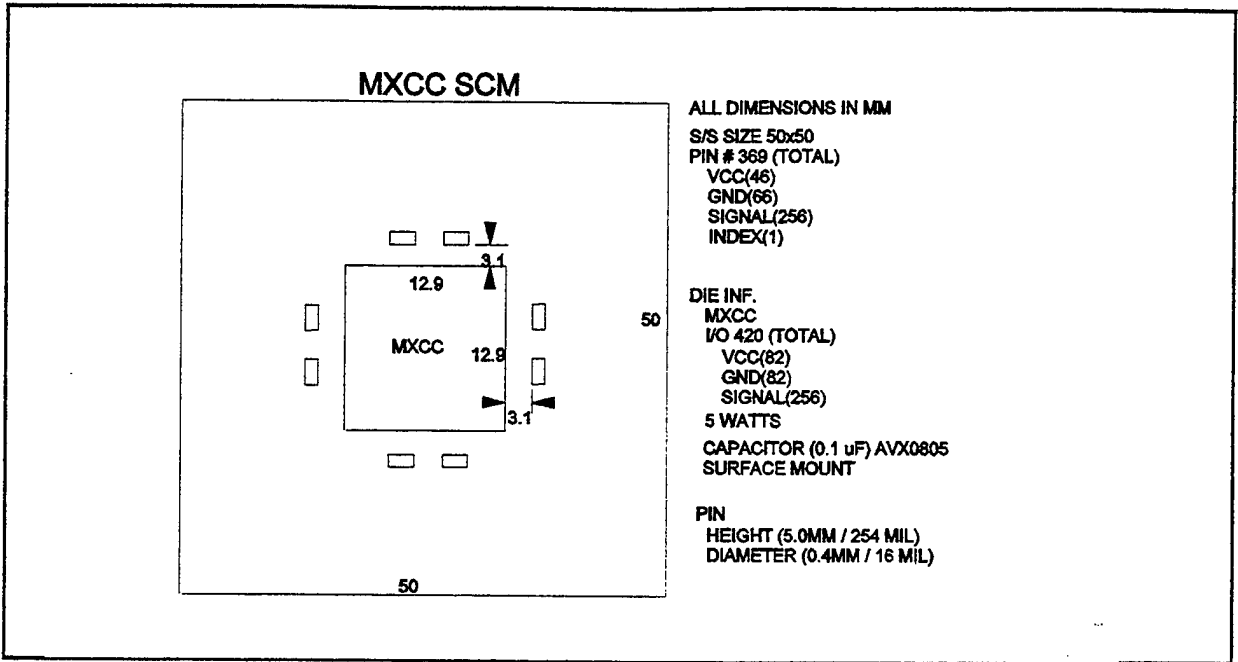 MXCC SCM
ALL DIMENSIONS IN MM
S/S SIZE 50x50
PIN # 369 (TOTAL)
VCC(46)
GND(66)
SIGNAL(256)
INDEX(1)
3.1
12.9
MXCC
12.9
3.1
50
50
DIE INF.
MXCC
I/O 420 (TOTAL)
VCC(82)
GND(82)
SIGNAL(256)
5 WATTS
CAPACITOR (0.1 uF) AVX0805
SURFACE MOUNT
PIN
HEIGHT (5.0MM / 254 MIL)
DIAMETER (0.4MM / 16 MIL)